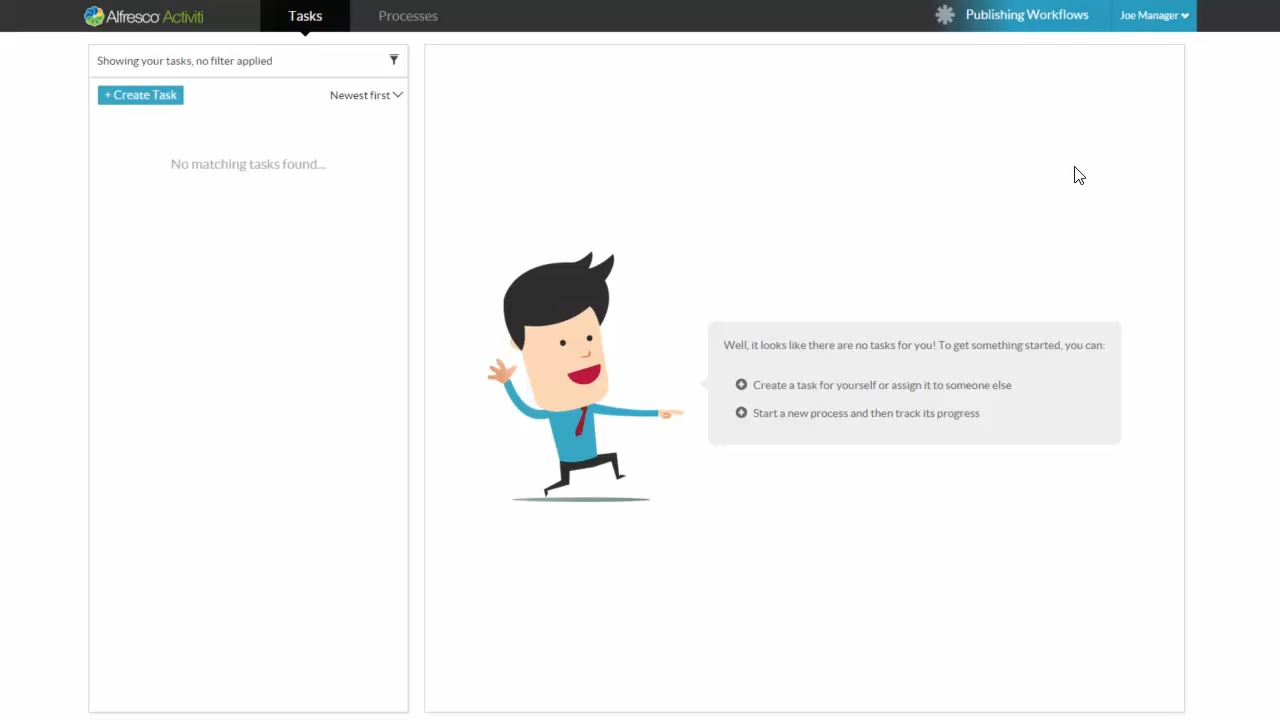 Alfresco Activiti
Tasks
Processes
Publishing Workflows
Joe Manager
Showing your tasks, no filter applied
+ Create Task
Newest first
No matching tasks found...
Well, it looks like there are no tasks for you! To get something started, you can:
Create a task for yourself or assign it to someone else
Start a new process and then track its progress